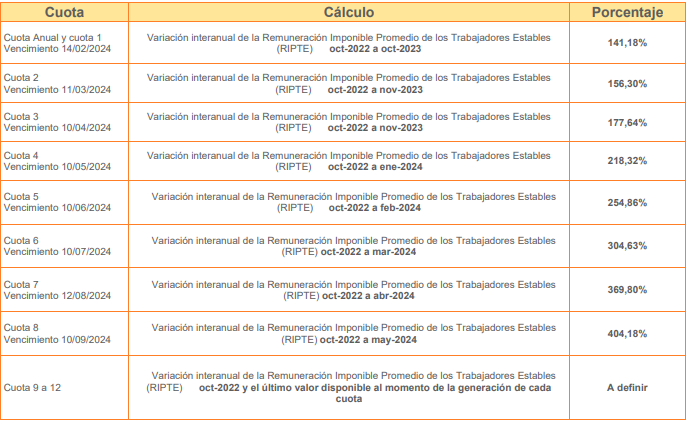 Cuota
Cálculo
Porcentaje
Cuota Anual y cuota 1
Vencimiento 14/02/2024
Variación interanual de la Remuneración Imponible Promedio de los Trabajadores Estables
(RIPTE) oct-2022 a oct-2023
141,18%
Cuota 2
Vencimiento 11/03/2024
Variación interanual de la Remuneración Imponible Promedio de los Trabajadores Estables
(RIPTE) oct-2022 a nov-2023
156,30%
Cuota 3
Vencimiento 10/04/2024
Variación interanual de la Remuneración Imponible Promedio de los Trabajadores Estables
(RIPTE) oct-2022 a nov-2023
177,64%
Cuota 4
Vencimiento 10/05/2024
Variación interanual de la Remuneración Imponible Promedio de los Trabajadores Estables
(RIPTE) oct-2022 a ene-2024
218,32%
Cuota 5
Vencimiento 10/06/2024
Variación interanual de la Remuneración Imponible Promedio de los Trabajadores Estables
(RIPTE) oct-2022 a feb-2024
254,86%
Cuota 6
Vencimiento 10/07/2024
Variación interanual de la Remuneración Imponible Promedio de los Trabajadores Estables
(RIPTE) oct-2022 a mar-2024
304,63%
Cuota 7
Vencimiento 12/08/2024
Variación interanual de la Remuneración Imponible Promedio de los Trabajadores Estables
(RIPTE) oct-2022 a abr-2024
369,80%
Cuota 8
Vencimiento 10/09/2024
Variación interanual de la Remuneración Imponible Promedio de los Trabajadores Estables
(RIPTE) oct-2022 a may-2024
404,18%
Cuota 9 a 12
Variación interanual de la Remuneración Imponible Promedio de los Trabajadores Estables
(RIPTE) oct-2022 y el último valor disponible al momento de la generación de cada
cuota
A definir